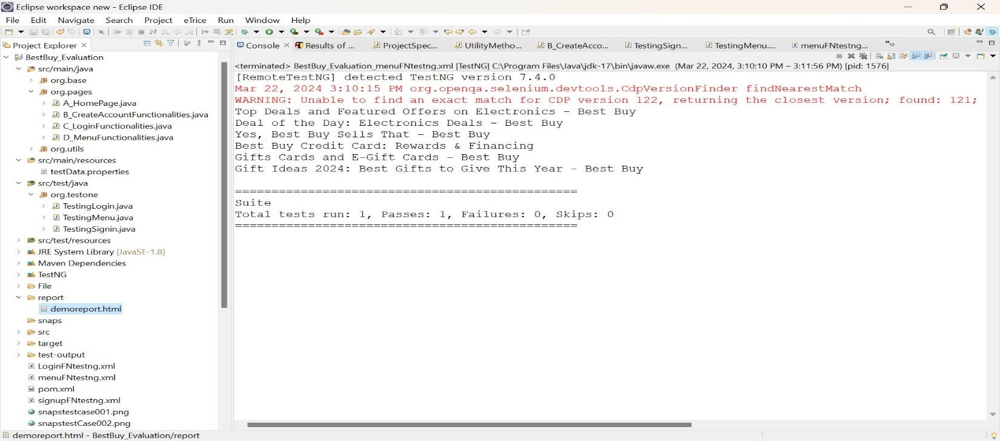 Eclipse workspace new - Eclipse IDE
File Edit Navigate Search Project eTrice Run Window Help
Project Explorer
BestBuy_Evaluation
src/main/java
org.base
org.pages
A_HomePage.java
B_CreateAccountFunctionalities.java
C_LoginFunctionalities.java
D_MenuFunctionalities.java
org.utils
src/main/resources
testData.properties
src/test/java
org.testone
TestingLogin.java
TestingMenu.java
TestingSignin.java
src/test/resources
JRE System Library [JavaSE-1.8]
Maven Dependencies
TestNG
File
report
demoreport.html
snaps
src
target
test-output
LoginFNtestng.xml
menuFNtestng.xml
pom.xml
signupFNtestng.xml
snapstestcase001.png
snapstestCase002.png
Console Results of ... ProjectSpec... UtilityMetho... B_CreateAcco... TestingSign... TestingMenu.... menuFNtestng... »10
<terminated> BestBuy_Evaluation_menuFNtestng.xml [TestNG] C:\Program Files\Java\jdk-17\bin\javaw.exe (Mar 22, 2024, 3:10:10 PM – 3:11:56 PM) [pid: 1576]
[RemoteTestNG] detected TestNG version 7.4.0
Mar 22, 2024 3:10:15 PM org.openqa.selenium.devtools.CdpVersionFinder findNearestMatch
WARNING: Unable to find an exact match for CDP version 122, returning the closest version; found: 121;
Top Deals and Featured Offers on Electronics - Best Buy
Deal of the Day: Electronics Deals - Best Buy
Yes, Best Buy Sells That – Best Buy
Best Buy Credit Card: Rewards & Financing
Gifts Cards and E-Gift Cards - Best Buy
Gift Ideas 2024: Best Gifts to Give This Year - Best Buy
===============================================
Suite
Total tests run: 1, Passes: 1, Failures: 0, Skips: 0
===============================================
demoreport.html - BestBuy_Evaluation/report